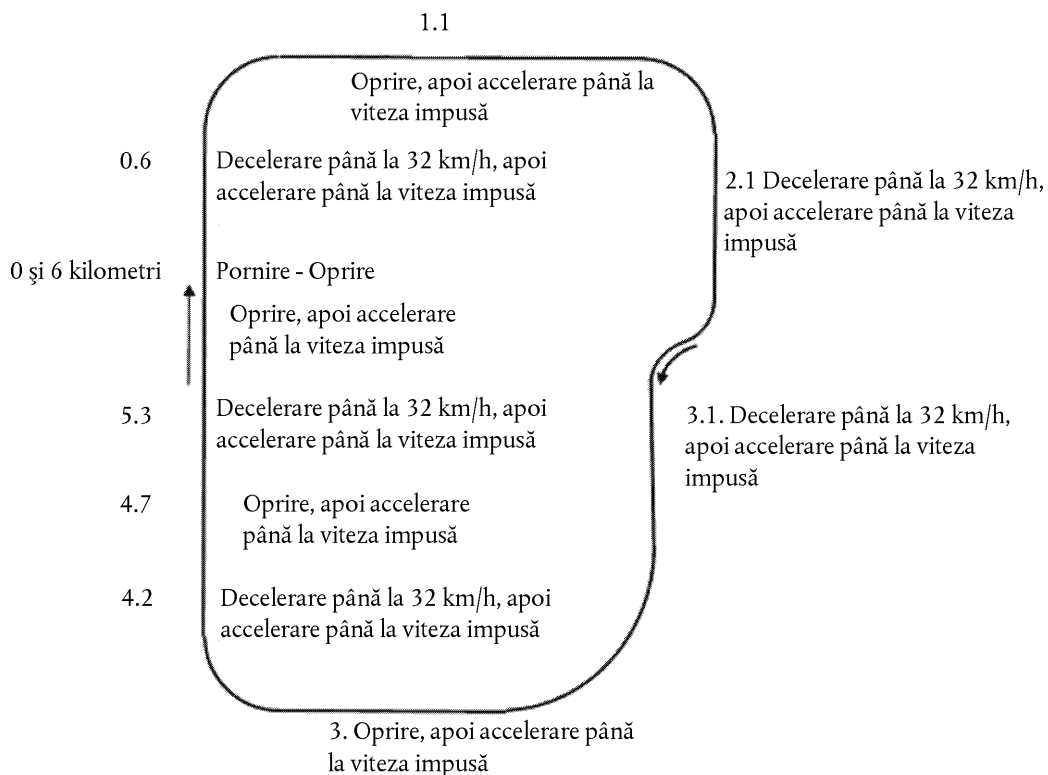 1.1
Oprire, apoi accelerare până la
viteza impusă
0.6
Decelerare până la 32 km/h, apoi
accelerare până la viteza impusă
2.1 Decelerare până la 32 km/h,
apoi accelerare până la viteza
impusă
0 şi 6 kilometri
Pornire - Oprire
Oprire, apoi accelerare
până la viteza impusă
5.3
Decelerare până la 32 km/h, apoi
accelerare până la viteza impusă
3.1. Decelerare până la 32 km/h,
apoi accelerare până la viteza
impusă
4.7
Oprire, apoi accelerare
până la viteza impusă
4.2
Decelerare până la 32 km/h, apoi
accelerare până la viteza impusă
3. Oprire, apoi accelerare până
la viteza impusă